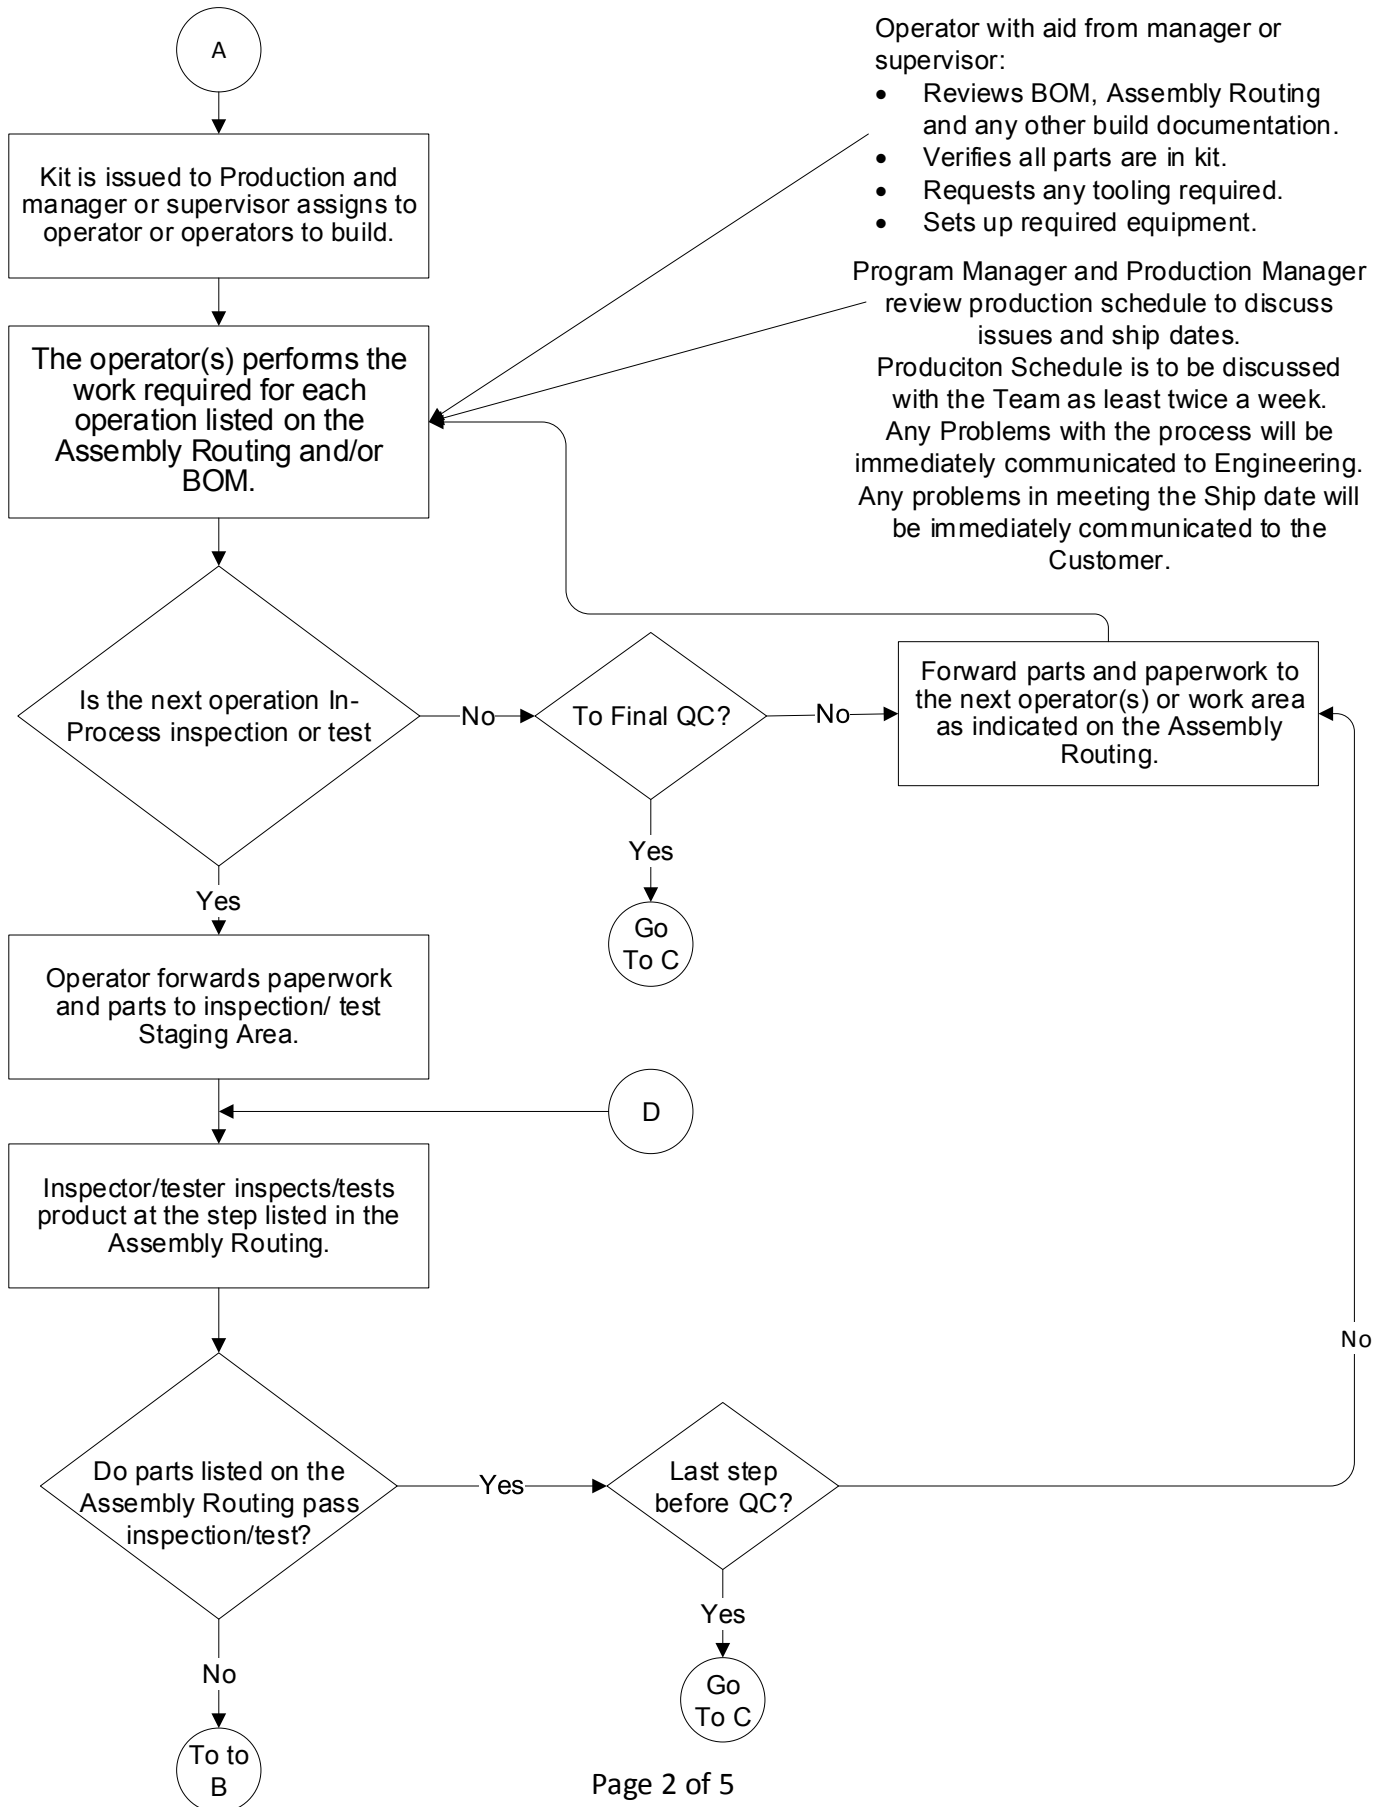 A
Operator with aid from manager or
supervisor:
• Reviews BOM, Assembly Routing
and any other build documentation.
• Verifies all parts are in kit.
• Requests any tooling required.
• Sets up required equipment.
Kit is issued to Production and
manager or supervisor assigns to
operator or operators to build.
Program Manager and Production Manager
review production schedule to discuss
issues and ship dates.
Produciton Schedule is to be discussed
with the Team as least twice a week.
Any Problems with the process will be
immediately communicated to Engineering.
Any problems in meeting the Ship date will
be immediately communicated to the
Customer.
The operator(s) performs the
work required for each
operation listed on the
Assembly Routing and/or
BOM.
Is the next operation In-
Process inspection or test
No
To Final QC?
No
Forward parts and paperwork to
the next operator(s) or work area
as indicated on the Assembly
Routing.
Yes
Go
To C
Yes
Operator forwards paperwork
and parts to inspection/ test
Staging Area.
D
Inspector/tester inspects/tests
product at the step listed in the
Assembly Routing.
No
Do parts listed on the
Assembly Routing pass
inspection/test?
Yes
Last step
before QC?
Yes
Go
To C
No
To to
B
Page 2 of 5